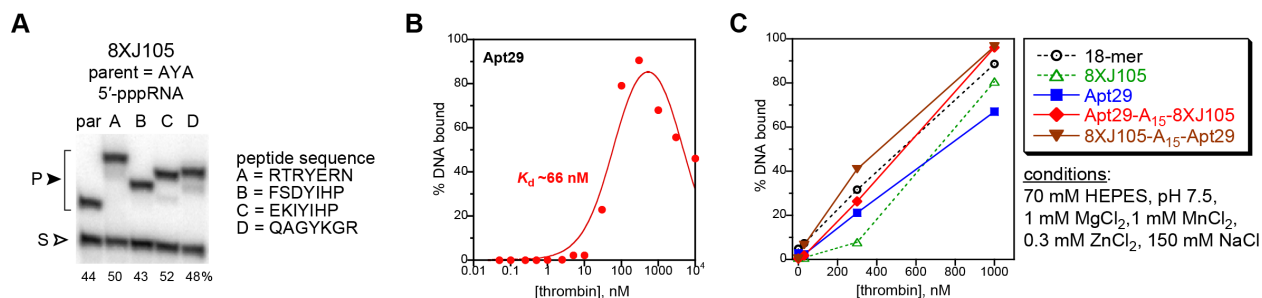 A
8XJ105
parent = AYA
5′-pppRNA
par A B C D
P
S
44 50 43 52 48%
peptide sequence
A = RTRYERN
B = FSDYIHP
C = EKIYIHP
D = QAGYKGR
B
Apt29
% DNA bound
100
80
60
40
20
0
Kd ~66 nM
0.01 0.1 1 10 100 1000 10⁴
[thrombin], nM
C
% DNA bound
100
80
60
40
20
0
0 200 400 600 800 1000
[thrombin], nM
18-mer
8XJ105
Apt29
Apt29-A₁₅-8XJ105
8XJ105-A₁₅-Apt29
conditions:
70 mM HEPES, pH 7.5,
1 mM MgCl₂,1 mM MnCl₂,
0.3 mM ZnCl₂, 150 mM NaCl